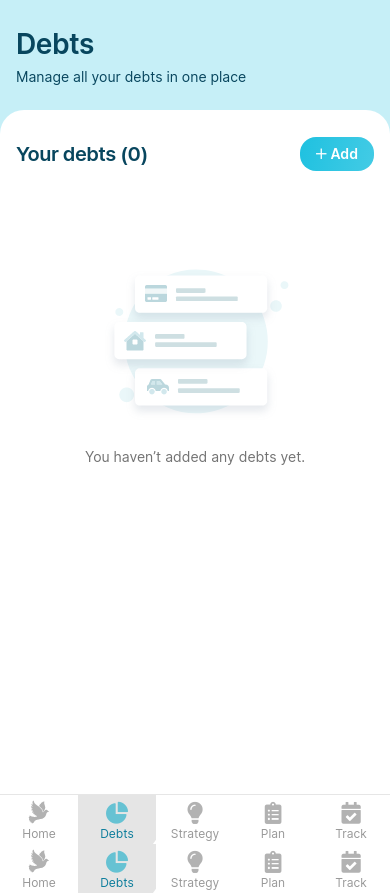 Debts
Manage all your debts in one place
Your debts (0)
+ Add
You haven’t added any debts yet.
Home Debts Strategy Plan Track
Home Debts Strategy Plan Track